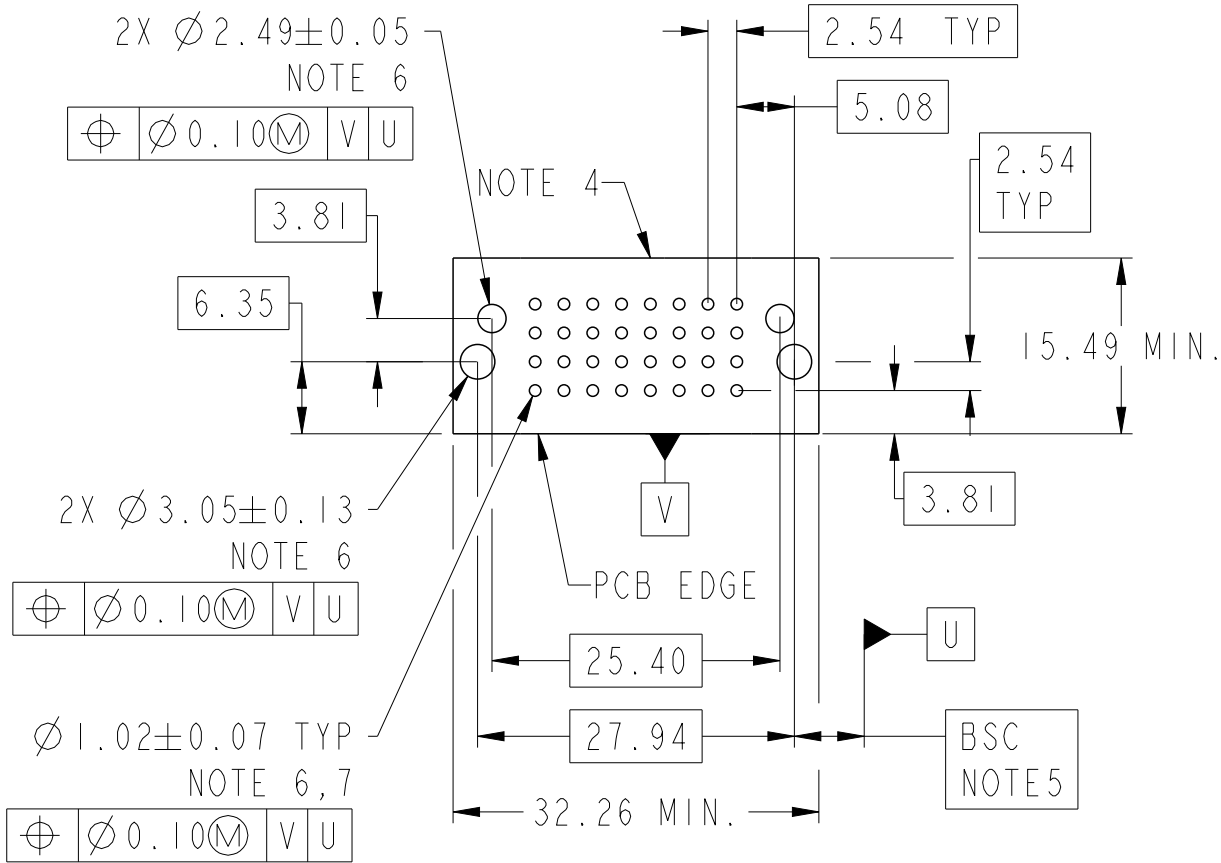 2X ⌀2.49±0.05
NOTE 6
⌖ ⌀0.10Ⓜ V U
2.54 TYP
5.08
2.54
TYP
NOTE 4
3.81
6.35
15.49 MIN.
3.81
V
2X ⌀3.05±0.13
NOTE 6
⌖ ⌀0.10Ⓜ V U
PCB EDGE
U
25.40
⌀1.02±0.07 TYP
NOTE 6,7
⌖ ⌀0.10Ⓜ V U
27.94
BSC
NOTE5
32.26 MIN.